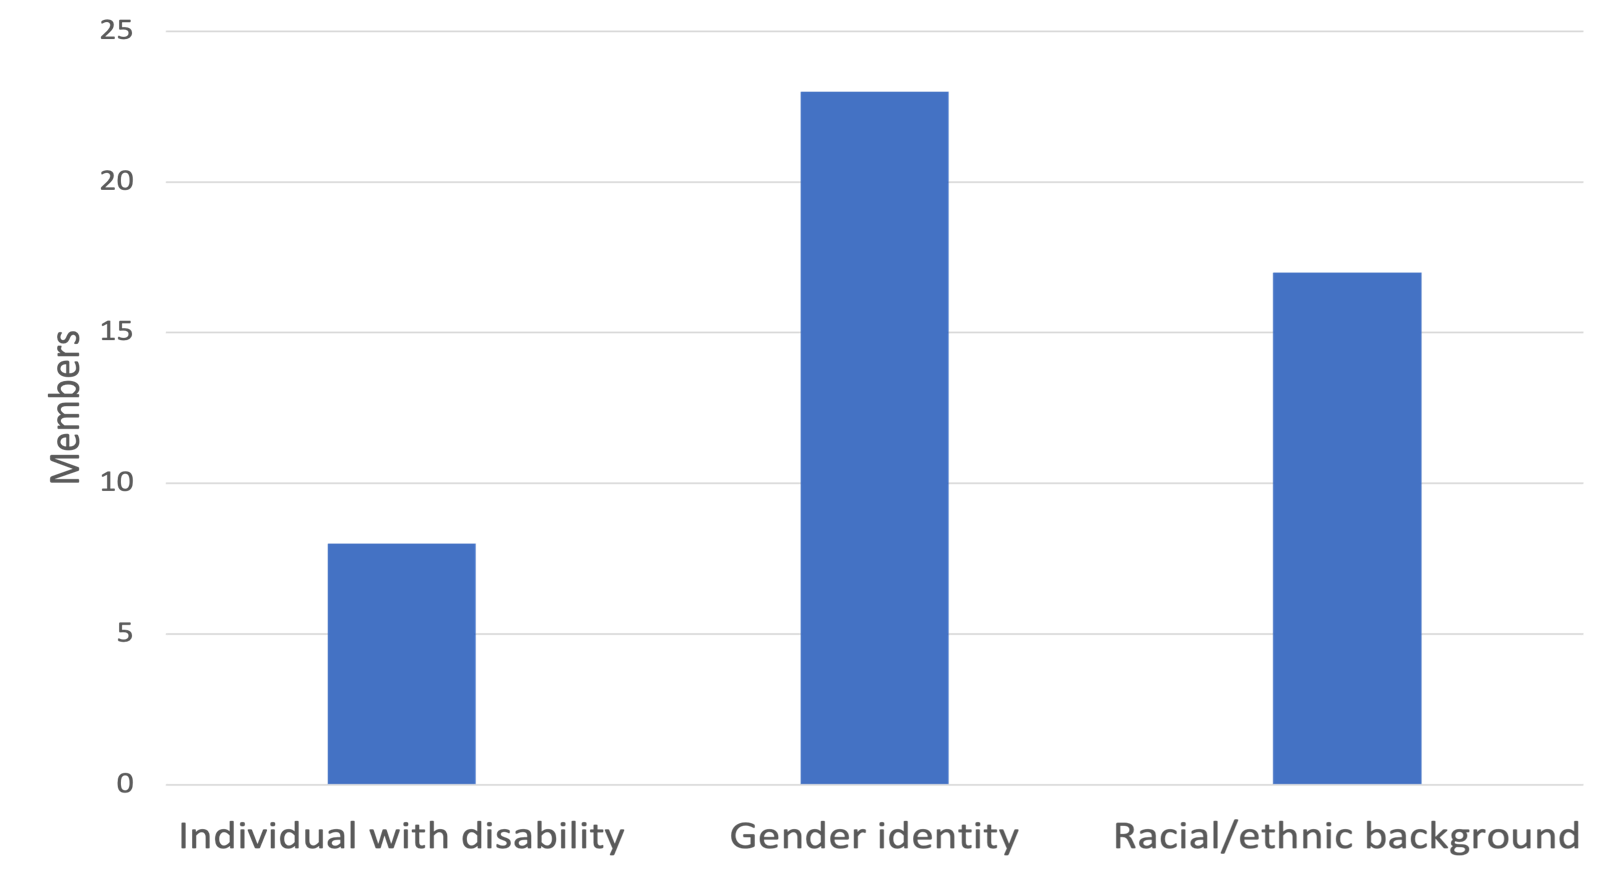 25
20
15
10
5
0
Members
Individual with disability
Gender identity
Racial/ethnic background